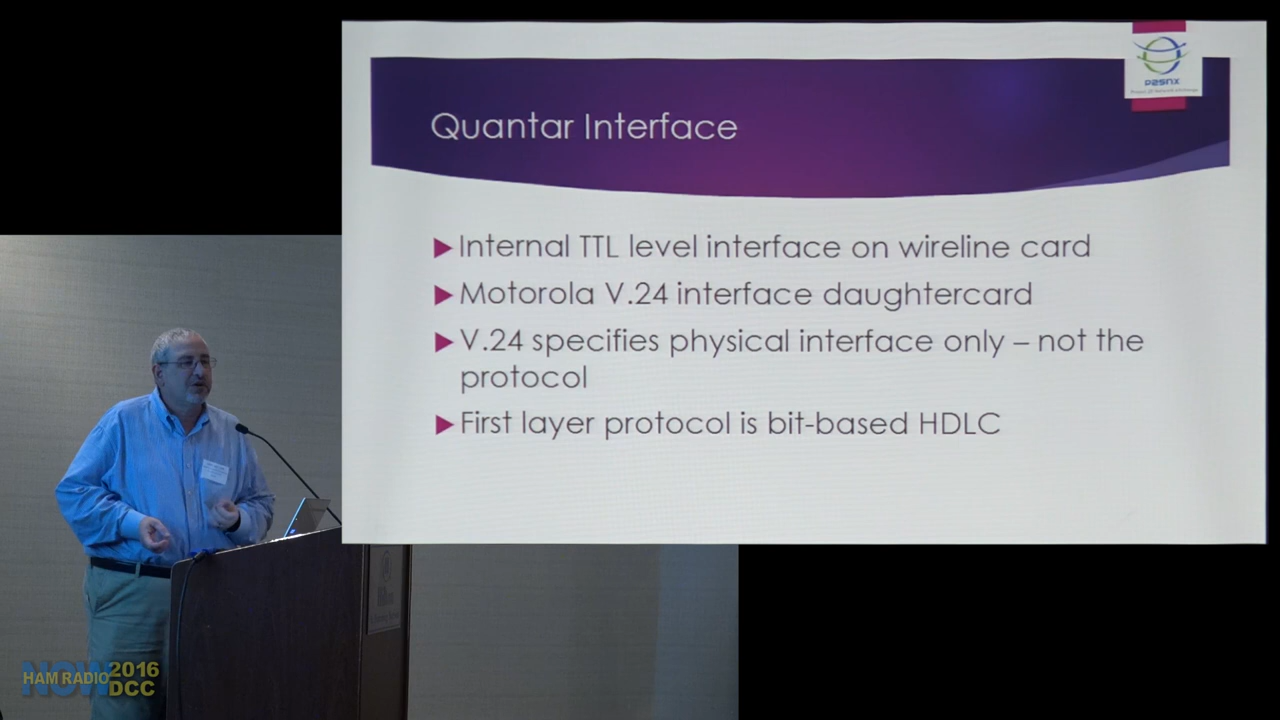 P25NX
Quantar Interface
Internal TTL level interface on wireline card
Motorola V.24 interface daughtercard
V.24 specifies physical interface only – not the
protocol
First layer protocol is bit-based HDLC
HAM RADIO NOW 2016 DCC